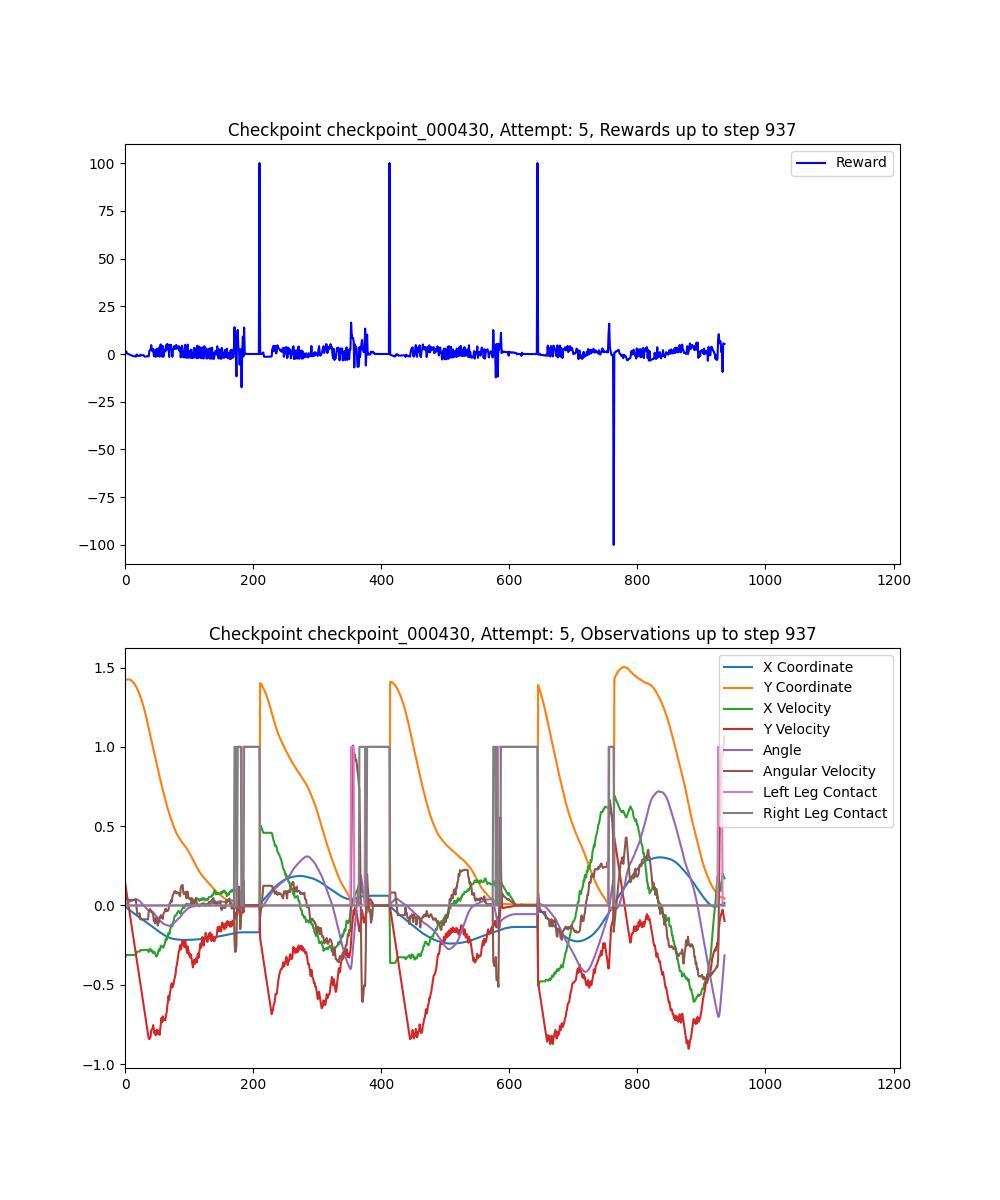 Checkpoint checkpoint_000430, Attempt: 5, Rewards up to step 937
100
75
50
25
0
−25
−50
−75
−100
Reward
0 200 400 600 800 1000 1200
Checkpoint checkpoint_000430, Attempt: 5, Observations up to step 937
1.5
1.0
0.5
0.0
−0.5
−1.0
X Coordinate
Y Coordinate
X Velocity
Y Velocity
Angle
Angular Velocity
Left Leg Contact
Right Leg Contact
0 200 400 600 800 1000 1200